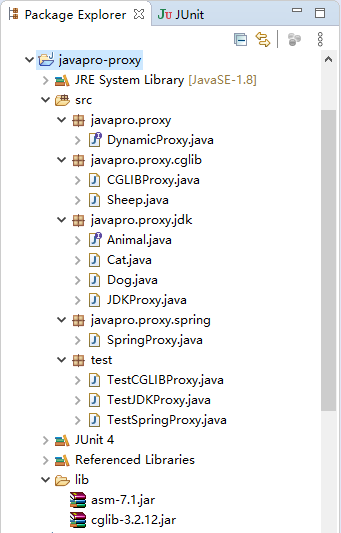 Package Explorer JUnit
javapro-proxy
JRE System Library [JavaSE-1.8]
src
javapro.proxy
DynamicProxy.java
javapro.proxy.cglib
CGLIBProxy.java
Sheep.java
javapro.proxy.jdk
Animal.java
Cat.java
Dog.java
JDKProxy.java
javapro.proxy.spring
SpringProxy.java
test
TestCGLIBProxy.java
TestJDKProxy.java
TestSpringProxy.java
JUnit 4
Referenced Libraries
lib
asm-7.1.jar
cglib-3.2.12.jar